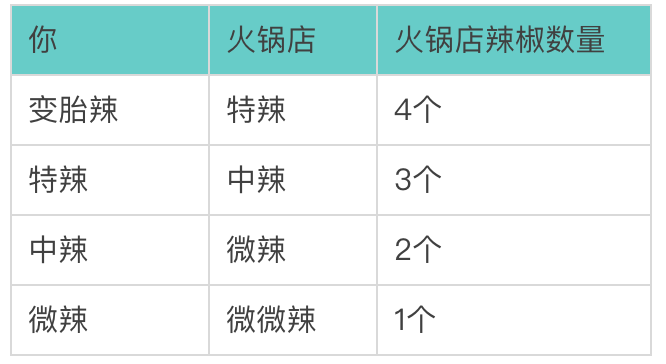 你 火锅店 火锅店辣椒数量
变胎辣 特辣 4个
特辣 中辣 3个
中辣 微辣 2个
微辣 微微辣 1个